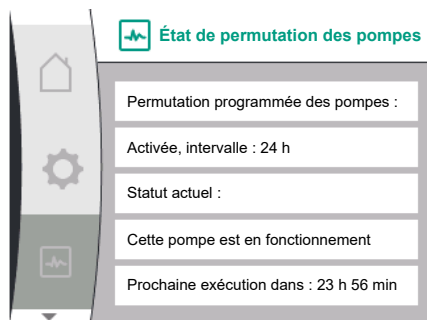 État de permutation des pompes
Permutation programmée des pompes :
Activée, intervalle : 24 h
Statut actuel :
Cette pompe est en fonctionnement
Prochaine exécution dans : 23 h 56 min